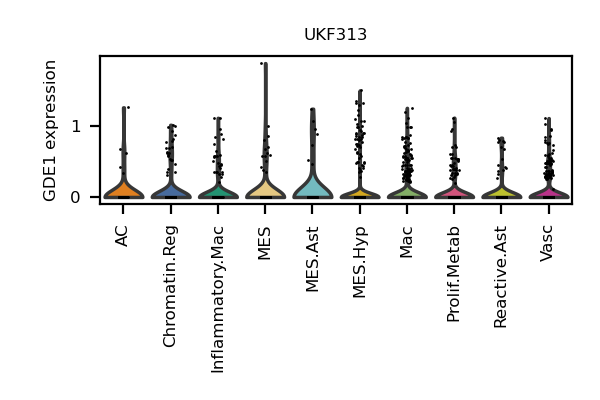 UKF313
GDE1 expression
1
0
AC
Chromatin.Reg
Inflammatory.Mac
MES
MES.Ast
MES.Hyp
Mac
Prolif.Metab
Reactive.Ast
Vasc